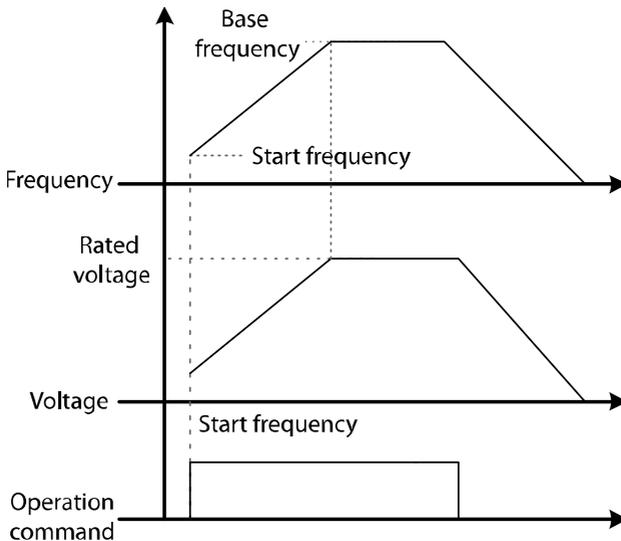 Base
frequency
Start frequency
Frequency
Rated
voltage
Voltage
Start frequency
Operation
command